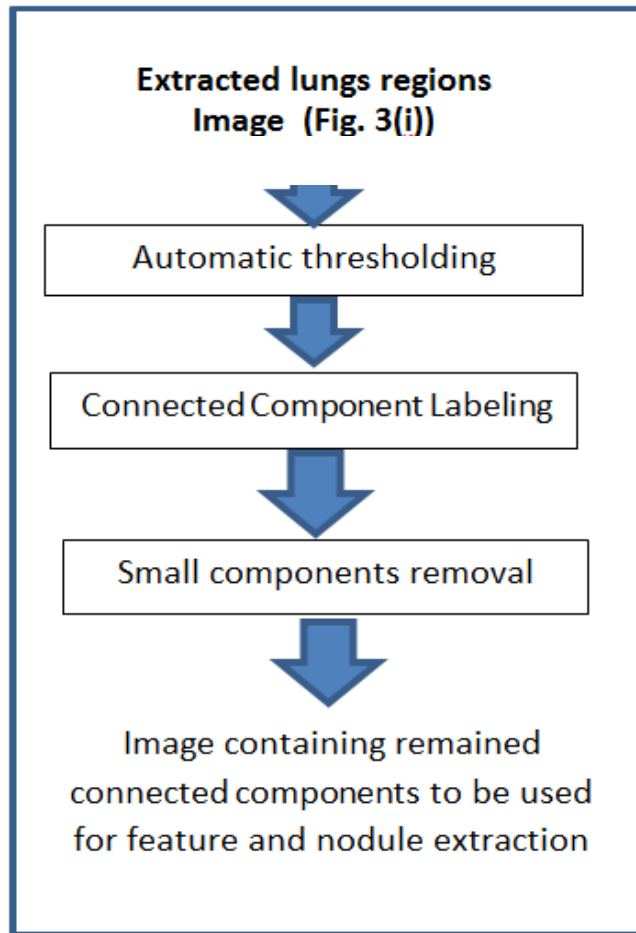 Extracted lungs regions
Image (Fig. 3(i))
Automatic thresholding
Connected Component Labeling
Small components removal
Image containing remained
connected components to be used
for feature and nodule extraction